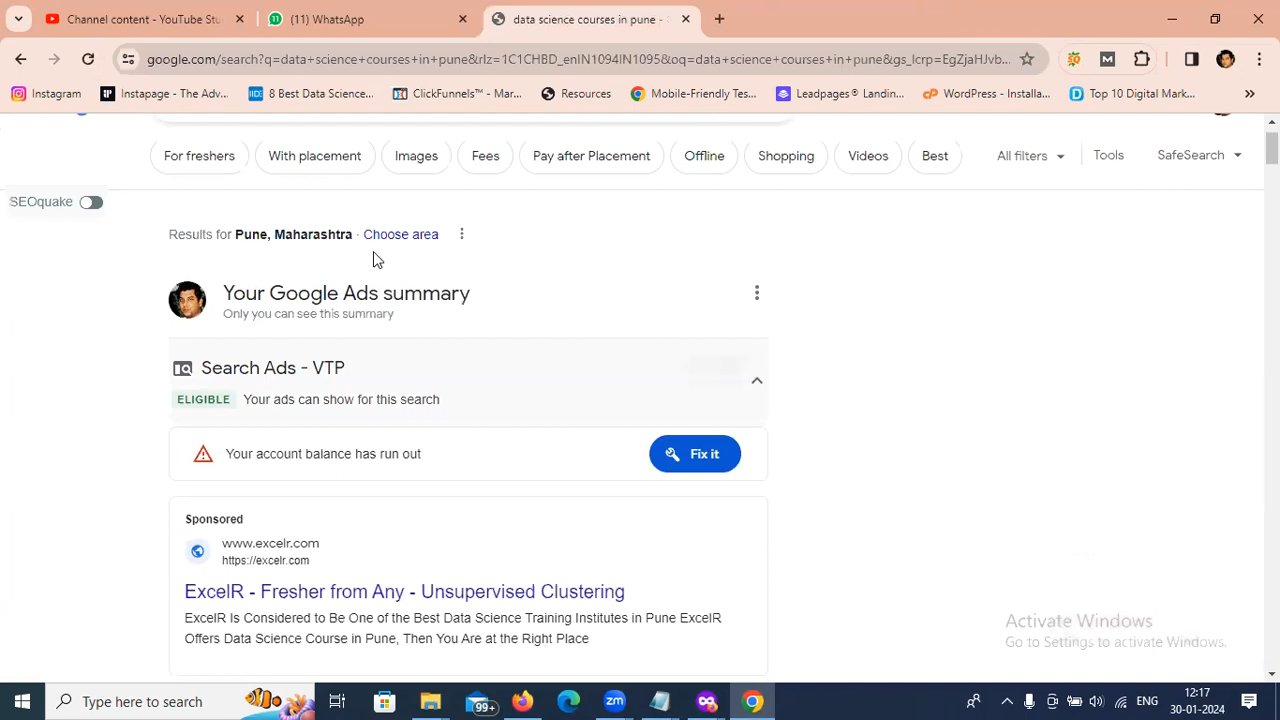 Channel content - YouTube Stu
(11) WhatsApp
data science courses in pune -
google.com/search?q=data+science+courses+in+pune&rlz=1C1CHBD_enIN1094IN1095&oq=data+science+courses+in+pune&gs_lcrp=EgZjaHJvb...
Instagram
Instapage - The Adv...
8 Best Data Science...
ClickFunnels™ - Mar...
Resources
Mobile-Friendly Tes...
Leadpages® Landin...
WordPress - Installa...
Top 10 Digital Mark...
For freshers
With placement
Images
Fees
Pay after Placement
Offline
Shopping
Videos
Best
All filters
Tools
SafeSearch
SEOquake
Results for Pune, Maharashtra · Choose area
Your Google Ads summary
Only you can see this summary
Search Ads - VTP
ELIGIBLE Your ads can show for this search
Your account balance has run out
Fix it
Sponsored
www.excelr.com
https://excelr.com
ExcelR - Fresher from Any - Unsupervised Clustering
ExcelR Is Considered to Be One of the Best Data Science Training Institutes in Pune ExcelR
Offers Data Science Course in Pune, Then You Are at the Right Place
Activate Windows
Go to Settings to activate Windows.
Type here to search
99+
zm
ENG
12:17
30-01-2024